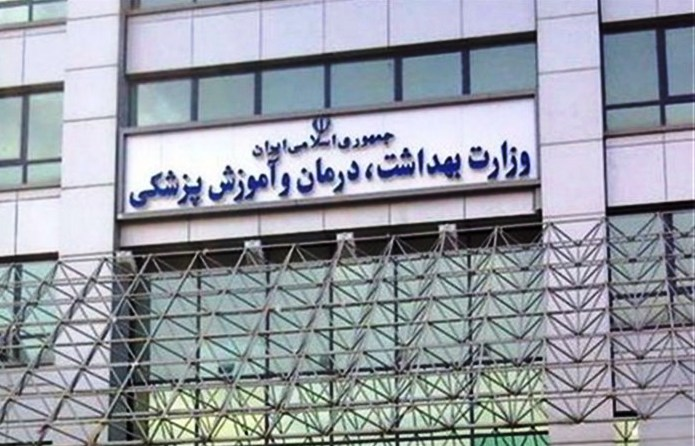 جمهوری اسلامی ایران
وزارت بهداشت، درمان و آموزش پزشکی